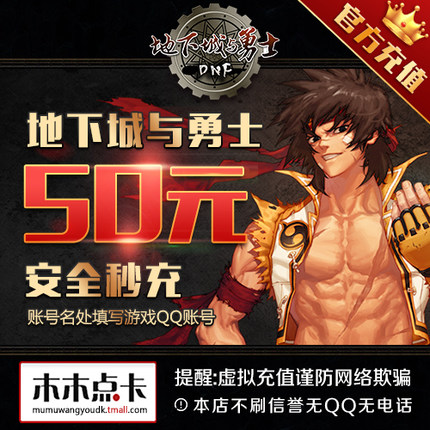 地下城与勇士
DNF
官方充值
地下城与勇士
50元
安全秒充
账号名处填写游戏QQ账号
木木点卡
mumuwangyoudk.tmall.com
提醒:虚拟充值谨防网络欺骗
①本店不刷信誉无QQ无电话